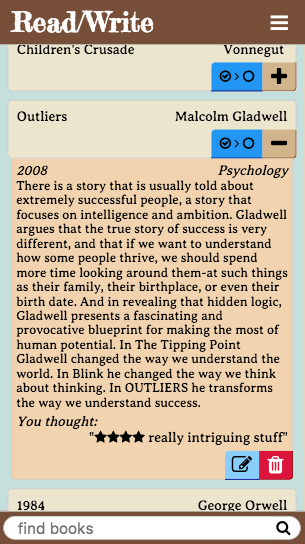 Read/Write
Children's Crusade Vonnegut
Outliers Malcolm Gladwell
2008 Psychology
There is a story that is usually told about
extremely successful people, a story that
focuses on intelligence and ambition. Gladwell
argues that the true story of success is very
different, and that if we want to understand
how some people thrive, we should spend
more time looking around them-at such things
as their family, their birthplace, or even their
birth date. And in revealing that hidden logic,
Gladwell presents a fascinating and
provocative blueprint for making the most of
human potential. In The Tipping Point
Gladwell changed the way we understand the
world. In Blink he changed the way we think
about thinking. In OUTLIERS he transforms
the way we understand success.
You thought:
"★★★★ really intriguing stuff"
1984 George Orwell
find books